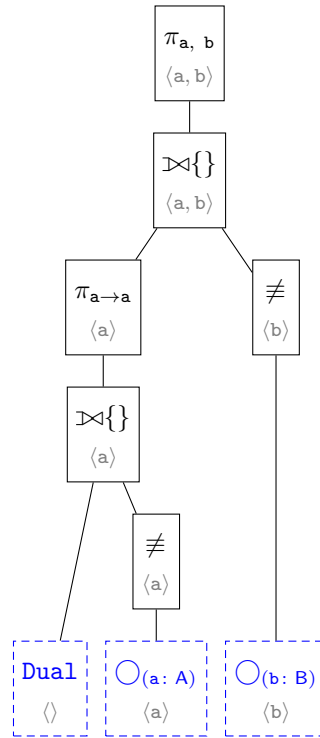 π a, b
⟨a, b⟩
⟕{}
⟨a, b⟩
π a→a
⟨a⟩
≢
⟨b⟩
⟕{}
⟨a⟩
≢
⟨a⟩
Dual
⟨⟩
◯(a: A)
⟨a⟩
◯(b: B)
⟨b⟩